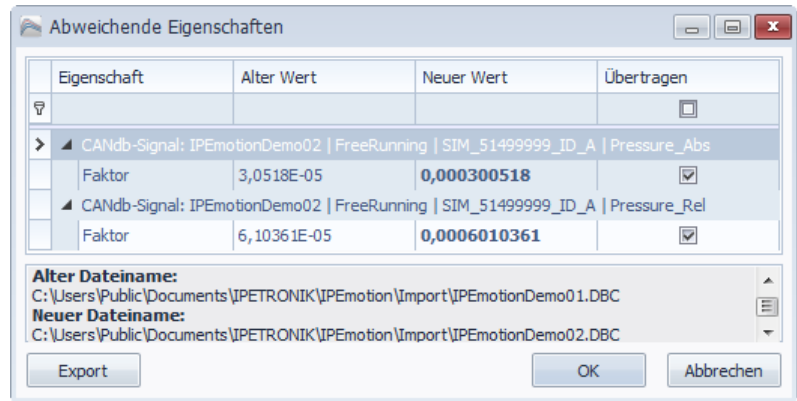 Abweichende Eigenschaften
Eigenschaft Alter Wert Neuer Wert Übertragen
CANdb-Signal: IPEmotionDemo02 | FreeRunning | SIM_51499999_ID_A | Pressure_Abs
Faktor 3,0518E-05 0,000300518
CANdb-Signal: IPEmotionDemo02 | FreeRunning | SIM_51499999_ID_A | Pressure_Rel
Faktor 6,10361E-05 0,0006010361
Alter Dateiname:
C:\Users\Public\Documents\IPETRONIK\IPEmotion\Import\IPEmotionDemo01.DBC
Neuer Dateiname:
C:\Users\Public\Documents\IPETRONIK\IPEmotion\Import\IPEmotionDemo02.DBC
Export OK Abbrechen